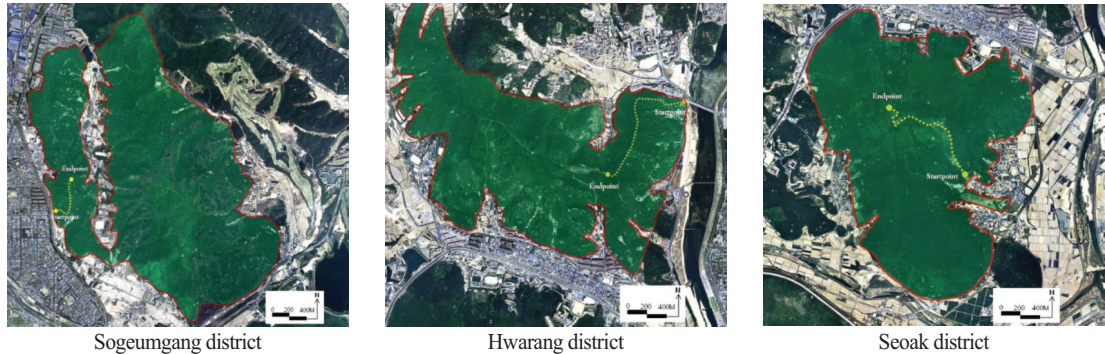 Endpoint
Startpoint
N
0 200 400M
Sogeumgang district
Startpoint
Endpoint
N
0 200 400M
Hwarang district
Endpoint
Startpoint
N
0 200 400M
Seoak district